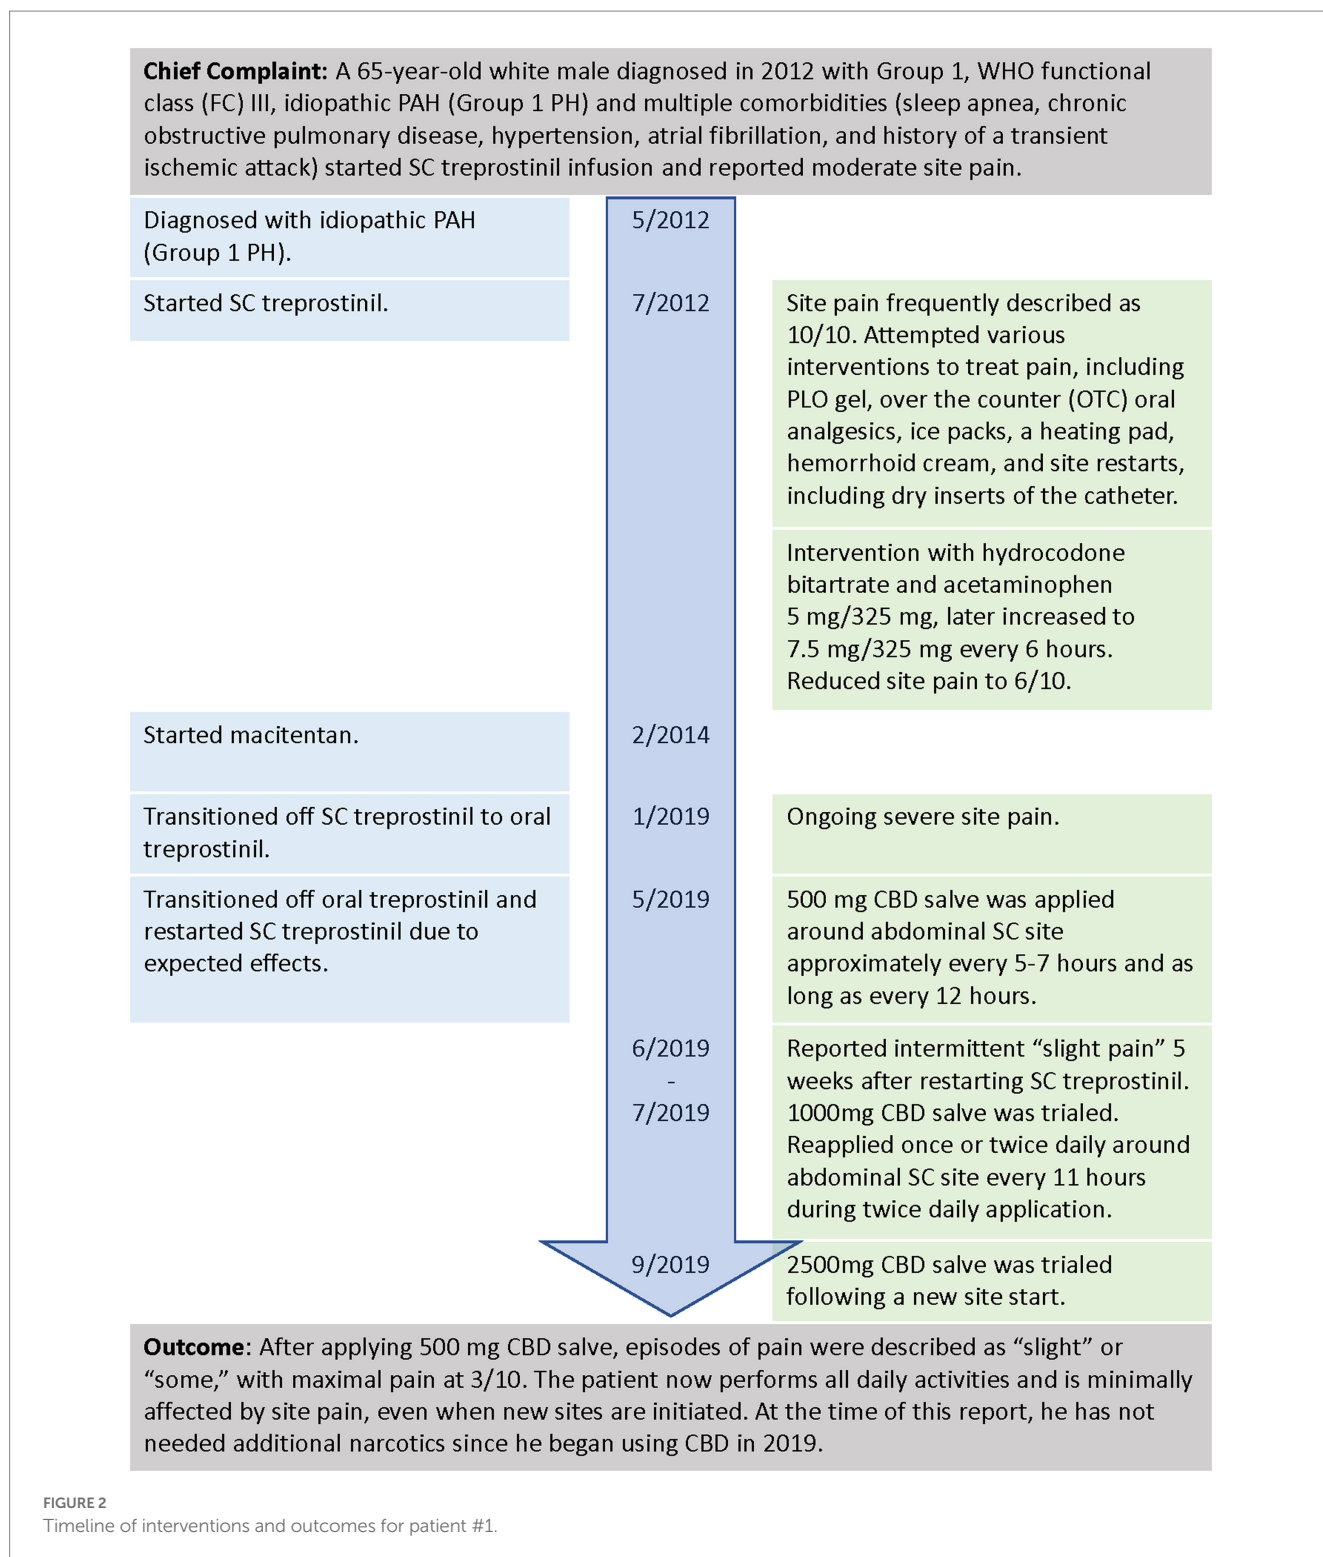 Chief Complaint: A 65-year-old white male diagnosed in 2012 with Group 1, WHO functional
class (FC) III, idiopathic PAH (Group 1 PH) and multiple comorbidities (sleep apnea, chronic
obstructive pulmonary disease, hypertension, atrial fibrillation, and history of a transient
ischemic attack) started SC treprostinil infusion and reported moderate site pain.
Diagnosed with idiopathic PAH
(Group 1 PH).
5/2012
Started SC treprostinil.
7/2012
Site pain frequently described as
10/10. Attempted various
interventions to treat pain, including
PLO gel, over the counter (OTC) oral
analgesics, ice packs, a heating pad,
hemorrhoid cream, and site restarts,
including dry inserts of the catheter.
Intervention with hydrocodone
bitartrate and acetaminophen
5 mg/325 mg, later increased to
7.5 mg/325 mg every 6 hours.
Reduced site pain to 6/10.
Started macitentan.
2/2014
Transitioned off SC treprostinil to oral
treprostinil.
1/2019
Ongoing severe site pain.
Transitioned off oral treprostinil and
restarted SC treprostinil due to
expected effects.
5/2019
500 mg CBD salve was applied
around abdominal SC site
approximately every 5-7 hours and as
long as every 12 hours.
6/2019
-
7/2019
Reported intermittent “slight pain” 5
weeks after restarting SC treprostinil.
1000mg CBD salve was trialed.
Reapplied once or twice daily around
abdominal SC site every 11 hours
during twice daily application.
9/2019
2500mg CBD salve was trialed
following a new site start.
Outcome: After applying 500 mg CBD salve, episodes of pain were described as “slight” or
“some,” with maximal pain at 3/10. The patient now performs all daily activities and is minimally
affected by site pain, even when new sites are initiated. At the time of this report, he has not
needed additional narcotics since he began using CBD in 2019.
FIGURE 2
Timeline of interventions and outcomes for patient #1.